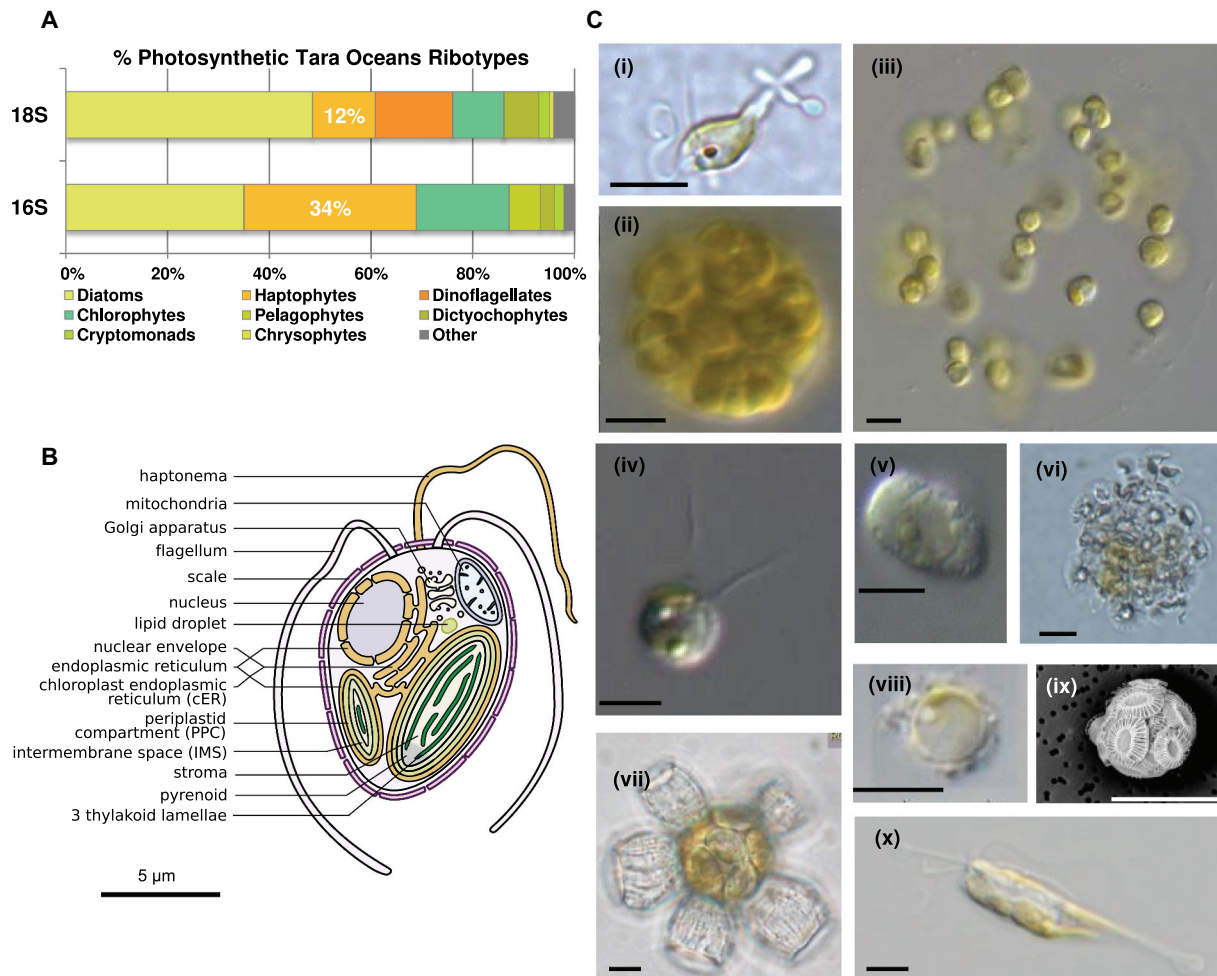 A
% Photosynthetic Tara Oceans Ribotypes
18S
12%
16S
34%
0% 20% 40% 60% 80% 100%
Diatoms Haptophytes Dinoflagellates
Chlorophytes Pelagophytes Dictyochophytes
Cryptomonads Chrysophytes Other
B
haptonema
mitochondria
Golgi apparatus
flagellum
scale
nucleus
lipid droplet
nuclear envelope
endoplasmic reticulum
chloroplast endoplasmic
reticulum (cER)
periplastid
compartment (PPC)
intermembrane space (IMS)
stroma
pyrenoid
3 thylakoid lamellae
5 µm
C
(i)
(ii)
(iii)
(iv)
(v)
(vi)
(vii)
(viii)
(ix)
(x)